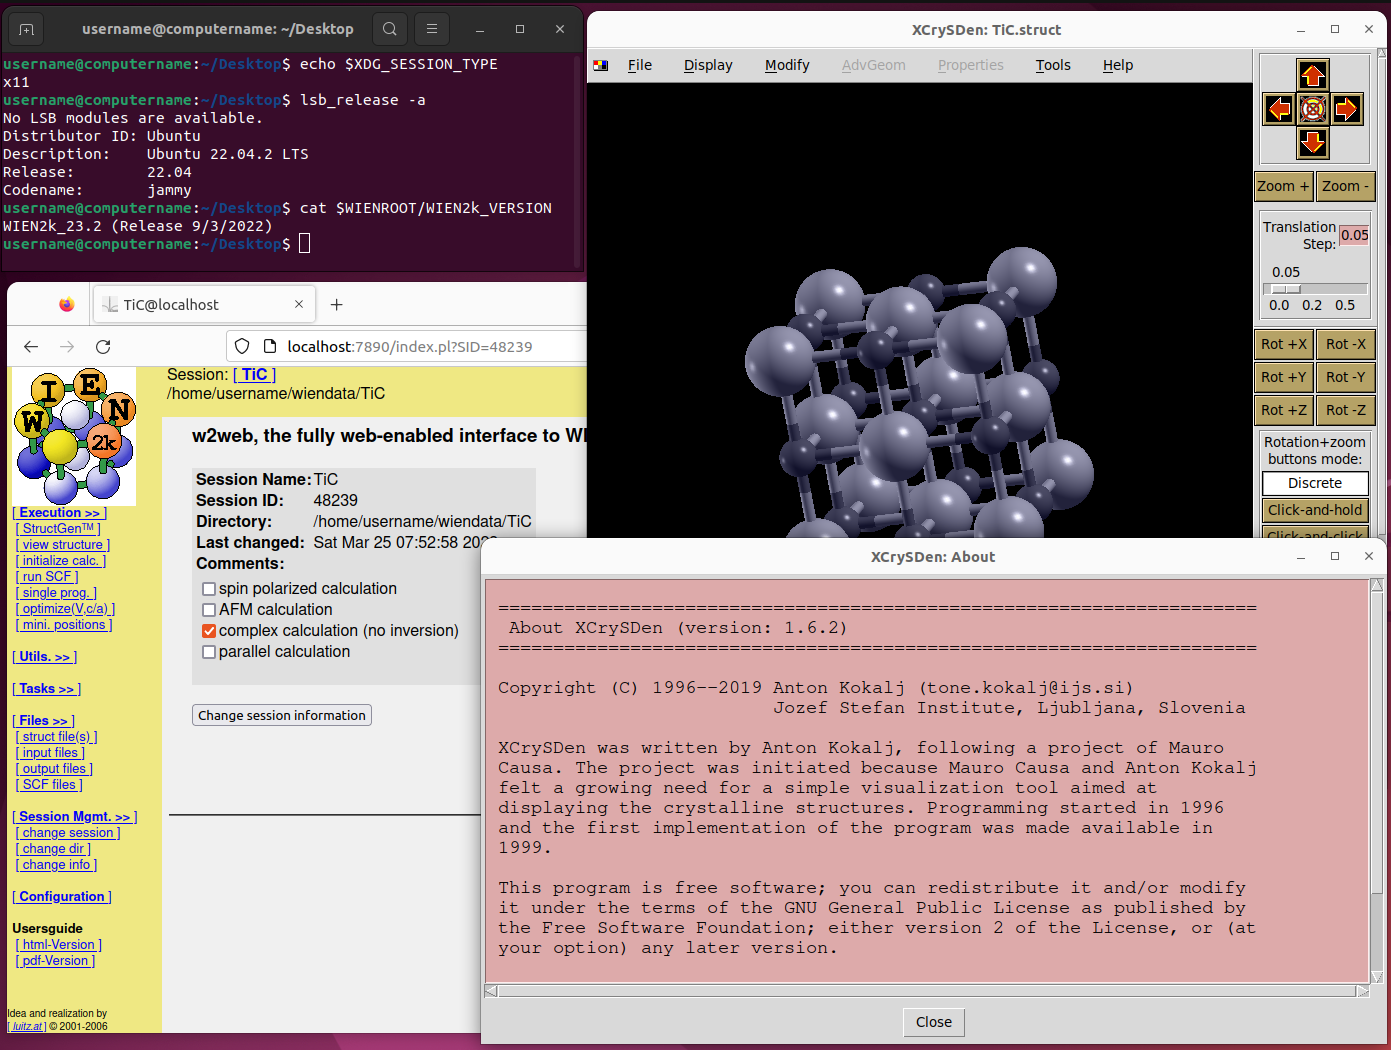 username@computername: ~/Desktop
username@computername:~/Desktop$ echo $XDG_SESSION_TYPE
x11
username@computername:~/Desktop$ lsb_release -a
No LSB modules are available.
Distributor ID: Ubuntu
Description:    Ubuntu 22.04.2 LTS
Release:        22.04
Codename:       jammy
username@computername:~/Desktop$ cat $WIENROOT/WIEN2k_VERSION
WIEN2k_23.2 (Release 9/3/2022)
username@computername:~/Desktop$
XCrySDen: TiC.struct
File Display Modify AdvGeom Properties Tools Help
Zoom + Zoom -
Translation
Step: 0.05
0.05
0.0 0.2 0.5
Rot +X Rot -X
Rot +Y Rot -Y
Rot +Z Rot -Z
Rotation+zoom
buttons mode:
Discrete
Click-and-hold
Click-and-click
TiC@localhost
localhost:7890/index.pl?SID=48239
W I E N 2k
Session: [ TiC ]
/home/username/wiendata/TiC
[ Execution >> ]
[ StructGen™ ]
[ view structure ]
[ initialize calc. ]
[ run SCF ]
[ single prog. ]
[ optimize(V,c/a) ]
[ mini. positions ]
[ Utils. >> ]
[ Tasks >> ]
[ Files >> ]
[ struct file(s) ]
[ input files ]
[ output files ]
[ SCF files ]
[ Session Mgmt. >> ]
[ change session ]
[ change dir ]
[ change info ]
[ Configuration ]
Usersguide
[ html-Version ]
[ pdf-Version ]
Idea and realization by
[ luitz.at ] © 2001-2006
w2web, the fully web-enabled interface to WI
Session Name: TiC
Session ID: 48239
Directory: /home/username/wiendata/TiC
Last changed: Sat Mar 25 07:52:58
Comments:
spin polarized calculation
AFM calculation
complex calculation (no inversion)
parallel calculation
Change session information
XCrySDen: About
=====================================================================
About XCrySDen (version: 1.6.2)
=====================================================================
Copyright (C) 1996--2019 Anton Kokalj (tone.kokalj@ijs.si)
Jozef Stefan Institute, Ljubljana, Slovenia
XCrySDen was written by Anton Kokalj, following a project of Mauro
Causa. The project was initiated because Mauro Causa and Anton Kokalj
felt a growing need for a simple visualization tool aimed at
displaying the crystalline structures. Programming started in 1996
and the first implementation of the program was made available in
1999.
This program is free software; you can redistribute it and/or modify
it under the terms of the GNU General Public License as published by
the Free Software Foundation; either version 2 of the License, or (at
your option) any later version.
Close